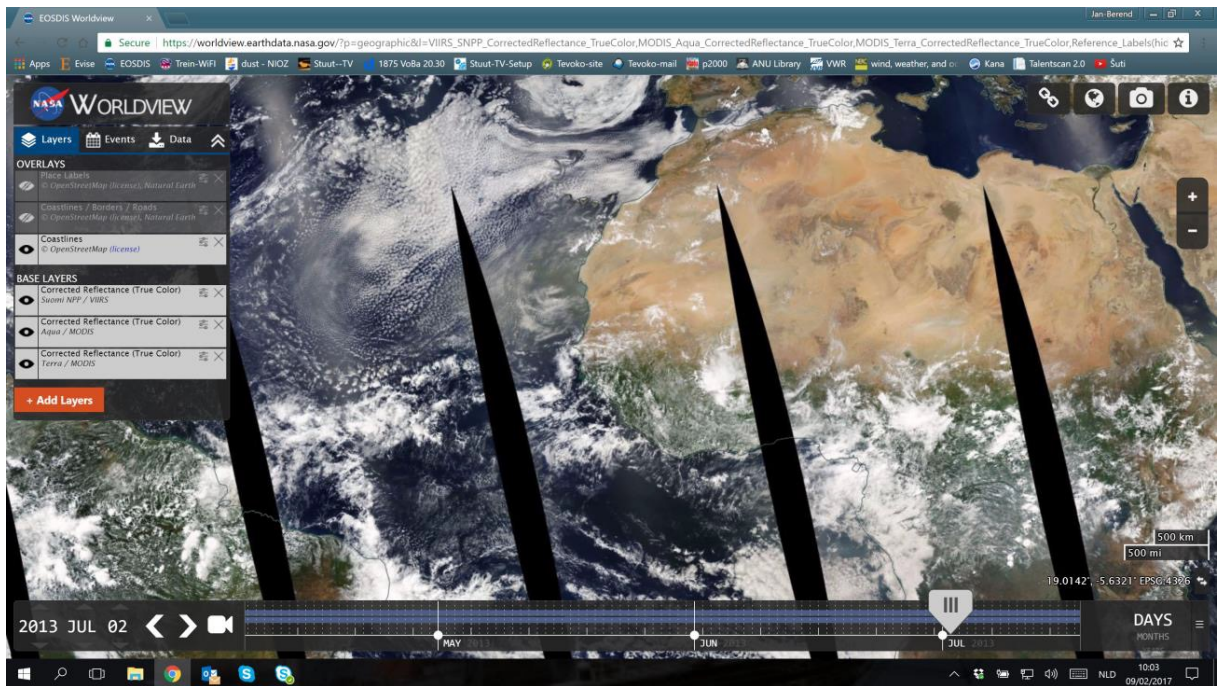 EOSDIS Worldview
Jan-Berend
Secure | https://worldview.earthdata.nasa.gov/?p=geographic&l=VIIRS_SNPP_CorrectedReflectance_TrueColor,MODIS_Aqua_CorrectedReflectance_TrueColor,MODIS_Terra_CorrectedReflectance_TrueColor,Reference_Labels(hid
Apps Evise EOSDIS Trein-WiFI dust - NIOZ Stuut--TV 1875 VoBa 20.30 Stuut-TV-Setup Tevoko-site Tevoko-mail p2000 ANU Library VWR wind, weather, and Kana Talentscan 2.0 Šuti
NASA WORLDVIEW
Layers Events Data
OVERLAYS
Place Labels
© OpenStreetMap (license), Natural Earth
Coastlines / Borders / Roads
© OpenStreetMap (license), Natural Earth
Coastlines
© OpenStreetMap (license)
BASE LAYERS
Corrected Reflectance (True Color)
Suomi NPP / VIIRS
Corrected Reflectance (True Color)
Aqua / MODIS
Corrected Reflectance (True Color)
Terra / MODIS
+ Add Layers
+
−
500 km
500 mi
19.0142°, -5.6321° EPSG:4326
2013 JUL 02
MAY 2013
JUN 2013
JUL 2013
DAYS
MONTHS
NLD
10:03
09/02/2017